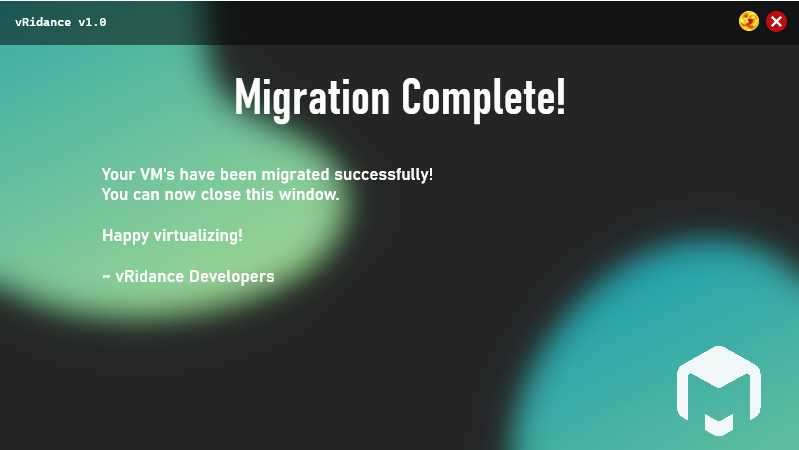 vRidance v1.0
Migration Complete!
Your VM's have been migrated successfully!
You can now close this window.
Happy virtualizing!
~ vRidance Developers